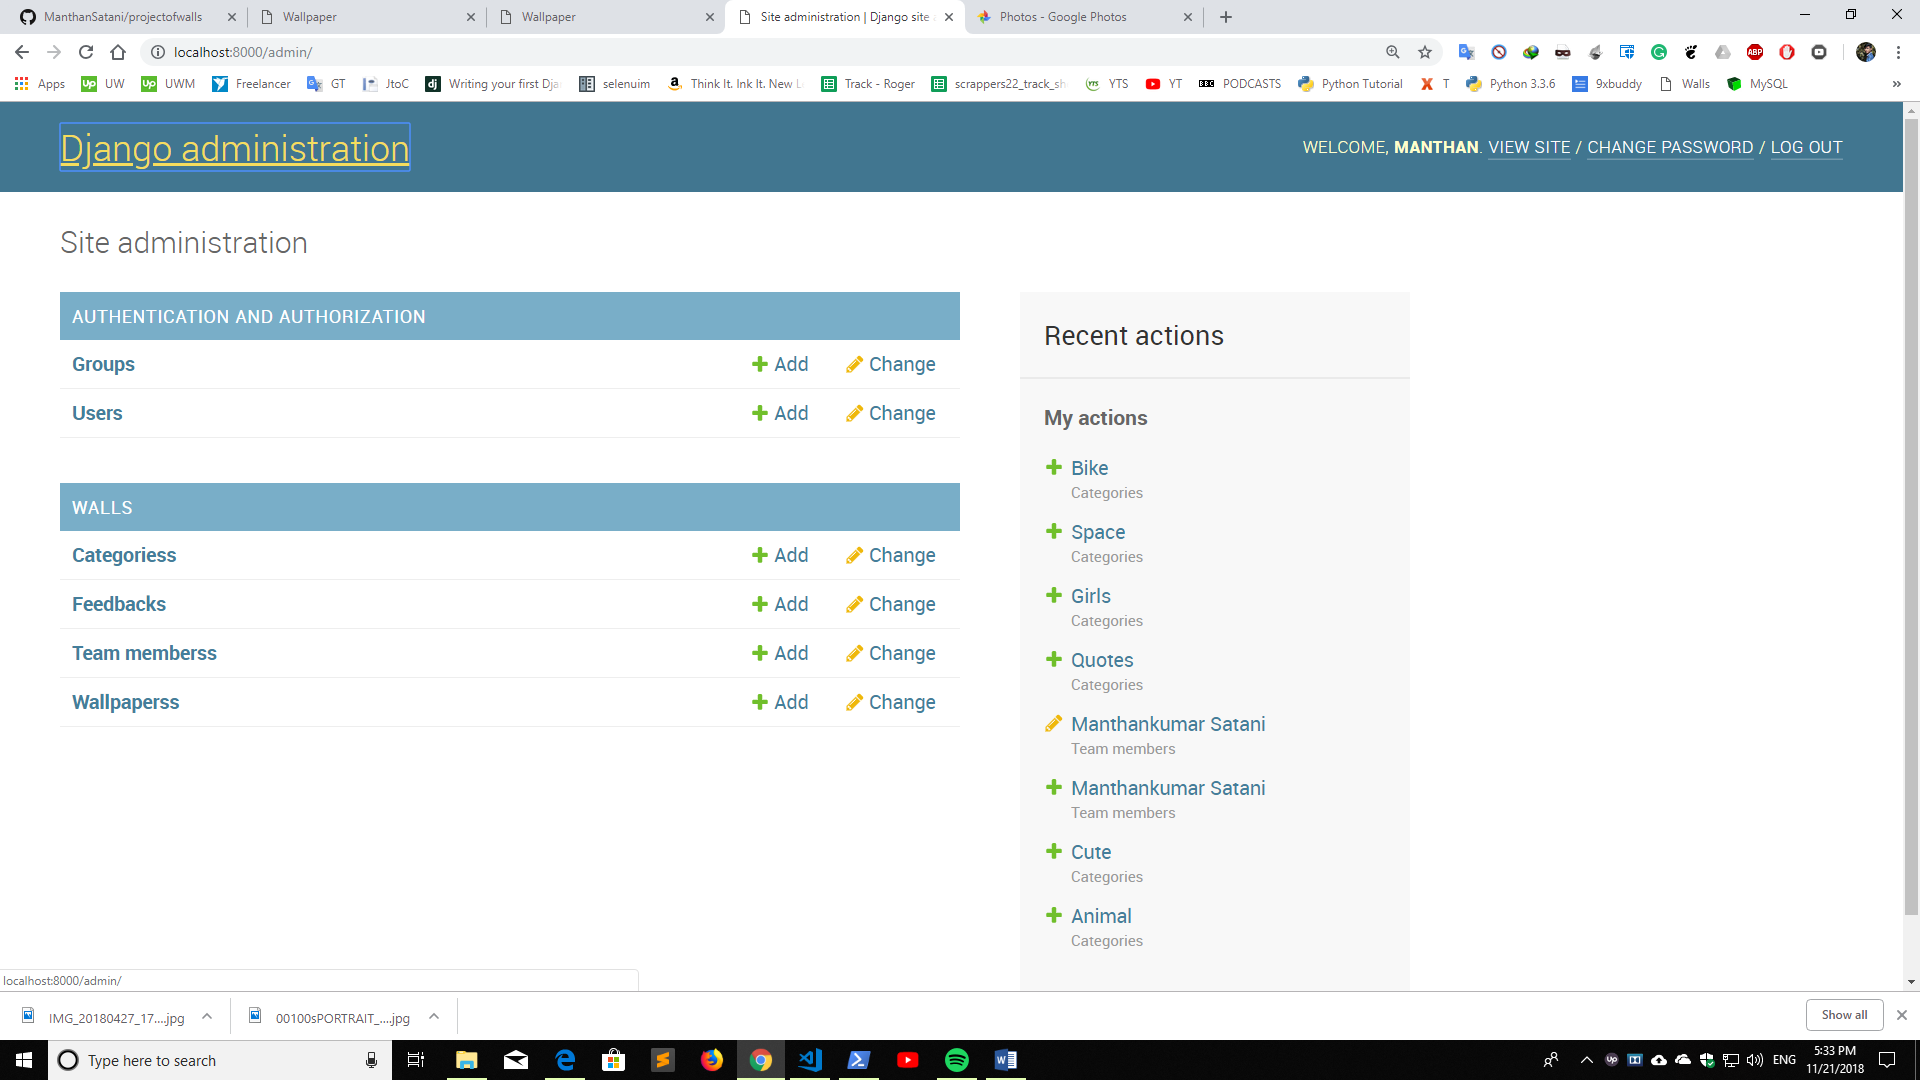 ManthanSatani/projectofwalls
Wallpaper
Wallpaper
Site administration | Django site
Photos - Google Photos
localhost:8000/admin/
Apps
UW
UWM
Freelancer
GT
JtoC
Writing your first Dja
selenuim
Think It. Ink It. New L
Track - Roger
scrappers22_track_sh
YTS
YT
PODCASTS
Python Tutorial
T
Python 3.3.6
9xbuddy
Walls
MySQL
»
Django administration
WELCOME, MANTHAN. VIEW SITE / CHANGE PASSWORD / LOG OUT
Site administration
AUTHENTICATION AND AUTHORIZATION
Groups Add Change
Users Add Change
WALLS
Categoriess Add Change
Feedbacks Add Change
Team memberss Add Change
Wallpaperss Add Change
Recent actions
My actions
Bike
Categories
Space
Categories
Girls
Categories
Quotes
Categories
Manthankumar Satani
Team members
Manthankumar Satani
Team members
Cute
Categories
Animal
Categories
localhost:8000/admin/
IMG_20180427_17....jpg
00100sPORTRAIT_....jpg
Show all
Type here to search
ENG
5:33 PM
11/21/2018